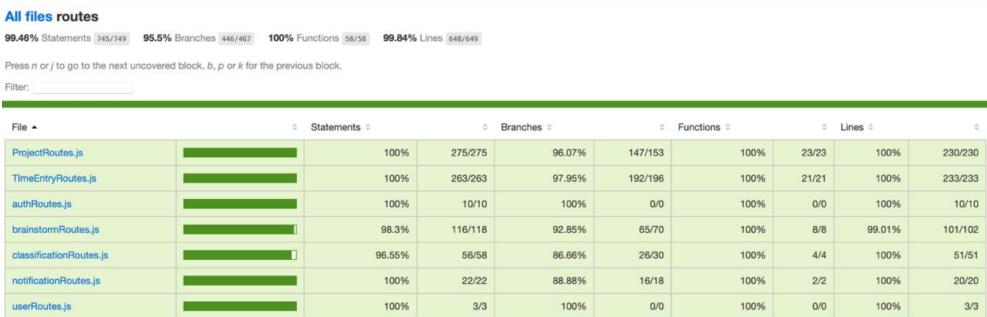 All files routes
99.46% Statements 745/749 95.5% Branches 446/467 100% Functions 58/58 99.84% Lines 648/649
Press n or j to go to the next uncovered block, b, p or k for the previous block.
Filter:
File Statements Branches Functions Lines
ProjectRoutes.js 100% 275/275 96.07% 147/153 100% 23/23 100% 230/230
TImeEntryRoutes.js 100% 263/263 97.95% 192/196 100% 21/21 100% 233/233
authRoutes.js 100% 10/10 100% 0/0 100% 0/0 100% 10/10
brainstormRoutes.js 98.3% 116/118 92.85% 65/70 100% 8/8 99.01% 101/102
classificationRoutes.js 96.55% 56/58 86.66% 26/30 100% 4/4 100% 51/51
notificationRoutes.js 100% 22/22 88.88% 16/18 100% 2/2 100% 20/20
userRoutes.js 100% 3/3 100% 0/0 100% 0/0 100% 3/3